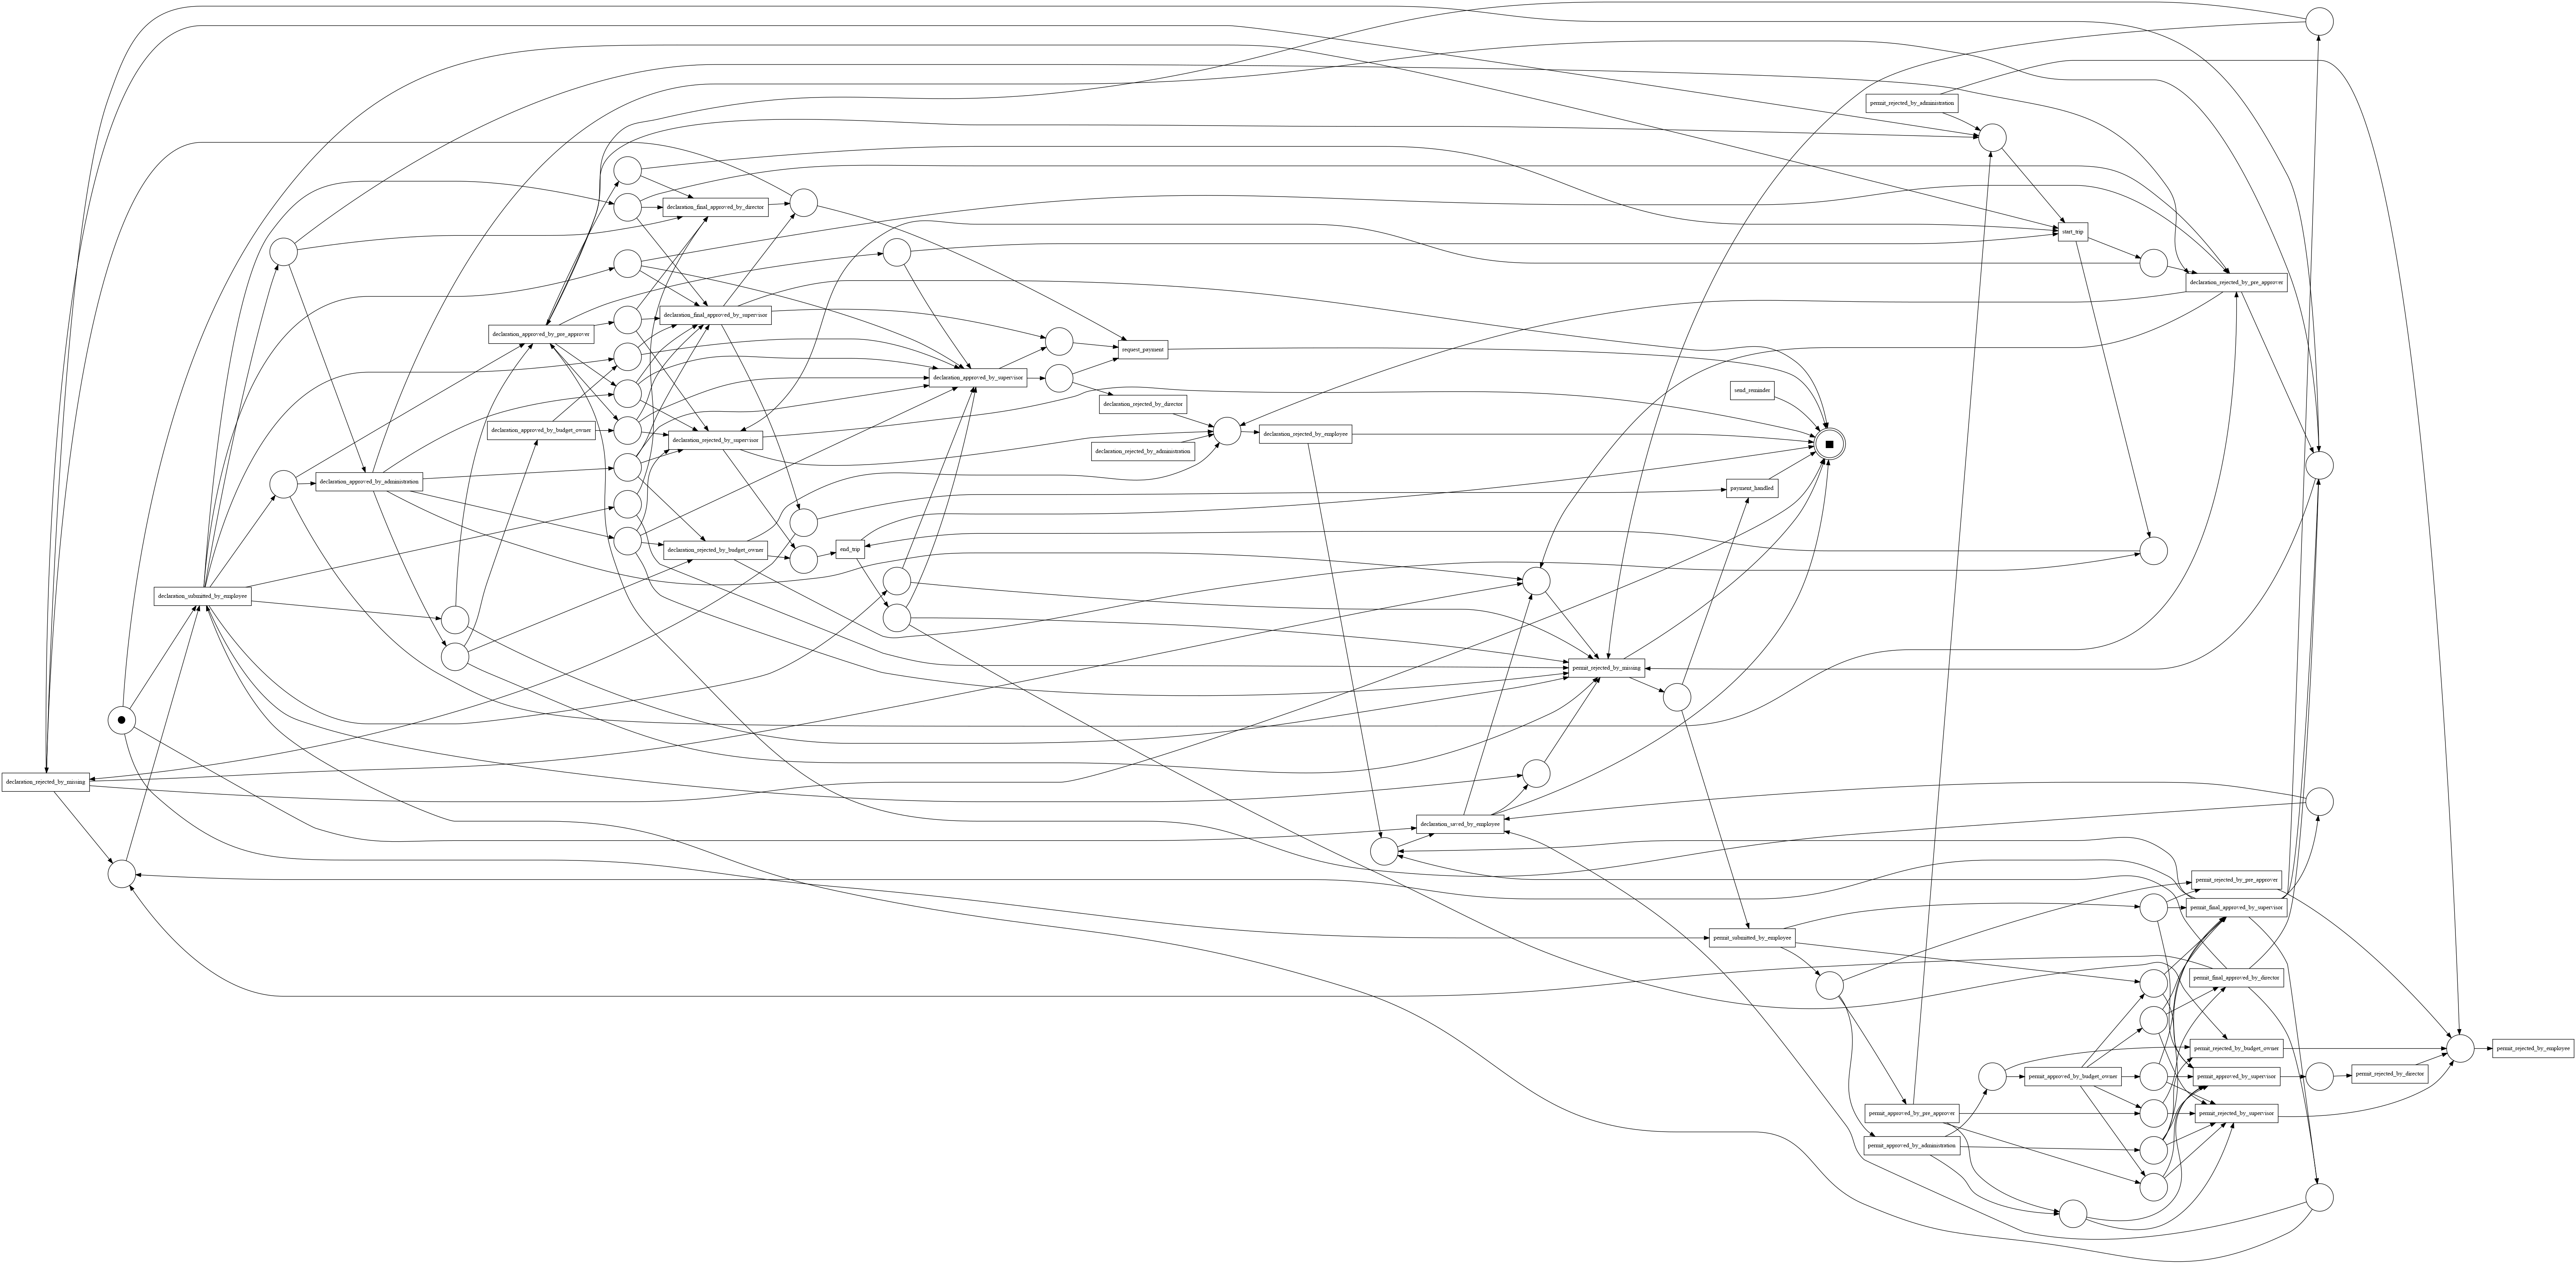 permit_rejected_by_administration
declaration_final_approved_by_director
start_trip
declaration_rejected_by_pre_approver
declaration_final_approved_by_supervisor
declaration_approved_by_pre_approver
request_payment
declaration_approved_by_supervisor
send_reminder
declaration_rejected_by_director
declaration_approved_by_budget_owner
declaration_rejected_by_supervisor
declaration_rejected_by_employee
declaration_rejected_by_administration
declaration_approved_by_administration
payment_handled
declaration_rejected_by_budget_owner
end_trip
declaration_submitted_by_employee
permit_rejected_by_missing
declaration_rejected_by_missing
declaration_saved_by_employee
permit_rejected_by_pre_approver
permit_final_approved_by_supervisor
permit_submitted_by_employee
permit_final_approved_by_director
permit_rejected_by_budget_owner
permit_rejected_by_employee
permit_approved_by_budget_owner
permit_approved_by_supervisor
permit_rejected_by_director
permit_approved_by_pre_approver
permit_rejected_by_supervisor
permit_approved_by_administration